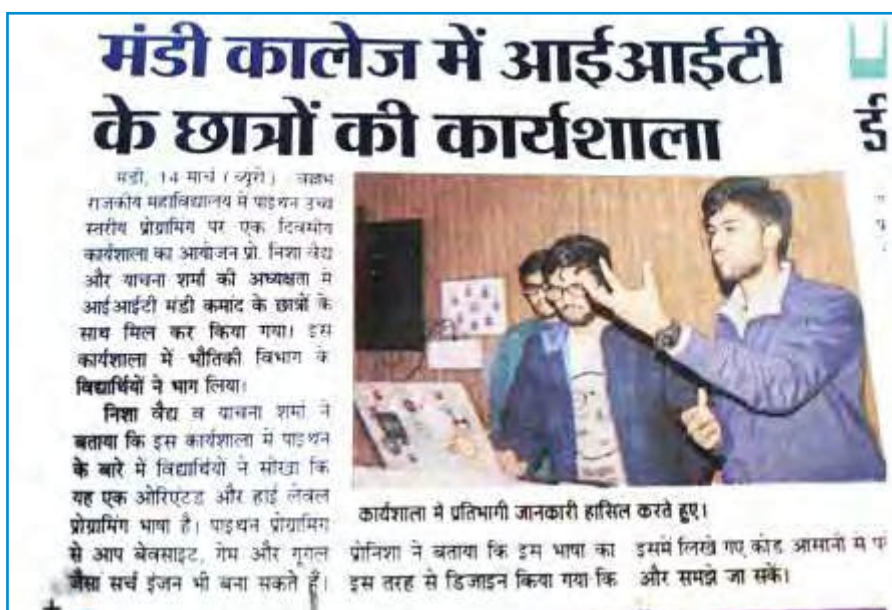 मंडी कालेज में आईआईटी
के छात्रों की कार्यशाला
मंडी, 14 मार्च (ब्यूरो) वल्लभ
राजकीय महाविद्यालय में पाइथन उच्च
स्तरीय प्रोग्रामिंग पर एक दिवसीय
कार्यशाला का आयोजन प्रो. निशा वैद्य
और याचना शर्मा की अध्यक्षता में
आईआईटी मंडी कमांद के छात्रों के
साथ मिल कर किया गया। इस
कार्यशाला में भौतिकी विभाग के
विद्यार्थियों ने भाग लिया।
निशा वैद्य व याचना शर्मा ने
बताया कि इस कार्यशाला में पाइथन
के बारे में विद्यार्थियों ने सीखा कि
यह एक ओरिएंटेड और हाई लेवल
प्रोग्रामिंग भाषा है। पाइथन प्रोग्रामिंग
से आप वेबसाइट, गेम और गूगल
जैसा सर्च इंजन भी बना सकते हैं।
कार्यशाला में प्रतिभागी जानकारी हासिल करते हुए।
प्रोनिशा ने बताया कि इस भाषा का
इस तरह से डिजाइन किया गया कि
इसमें लिखे गए कोड आसानी से
और समझे जा सकें।